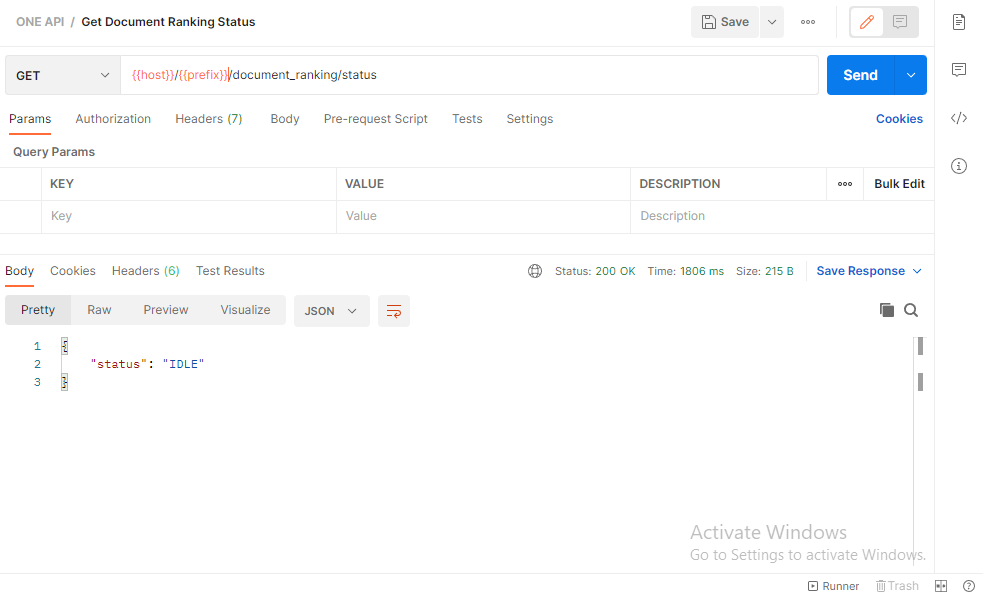 ONE API / Get Document Ranking Status
Save
GET
{{host}}/{{prefix}}/document_ranking/status
Send
Params Authorization Headers (7) Body Pre-request Script Tests Settings Cookies
Query Params
KEY VALUE DESCRIPTION Bulk Edit
Key Value Description
Body Cookies Headers (6) Test Results Status: 200 OK Time: 1806 ms Size: 215 B Save Response
Pretty Raw Preview Visualize JSON
1 {
2 "status": "IDLE"
3 }
Activate Windows
Go to Settings to activate Windows.
Runner Trash